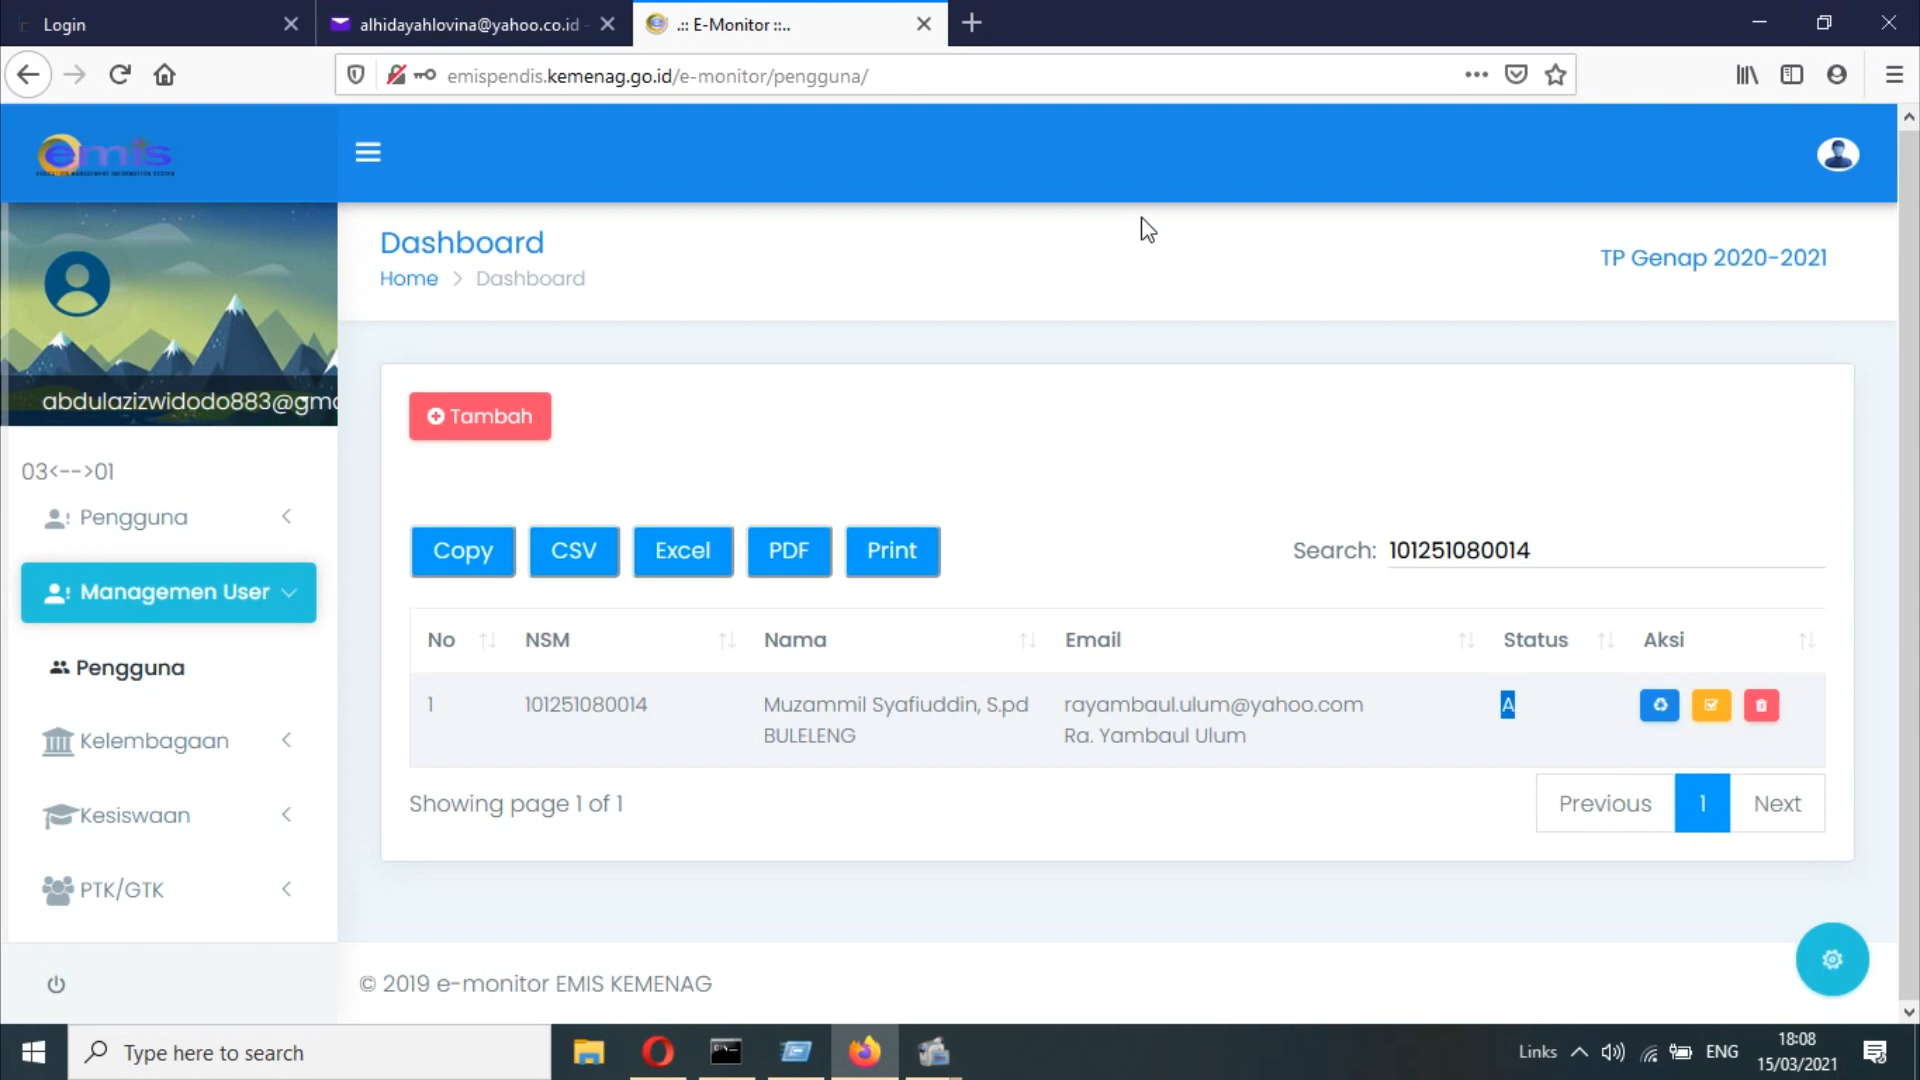 Login
alhidayahlovina@yahoo.co.id -
.:: E-Monitor ::..
emispendis.kemenag.go.id/e-monitor/pengguna/
emis
Dashboard
Home > Dashboard
TP Genap 2020-2021
abdulazizwidodo883@gma
03<-->01
Pengguna
Managemen User
Pengguna
Kelembagaan
Kesiswaan
PTK/GTK
Tambah
Copy CSV Excel PDF Print
Search: 101251080014
No NSM Nama Email Status Aksi
1 101251080014 Muzammil Syafiuddin, S.pd rayambaul.ulum@yahoo.com A
BULELENG Ra. Yambaul Ulum
Showing page 1 of 1
Previous 1 Next
© 2019 e-monitor EMIS KEMENAG
Type here to search
Links ENG
18:08
15/03/2021